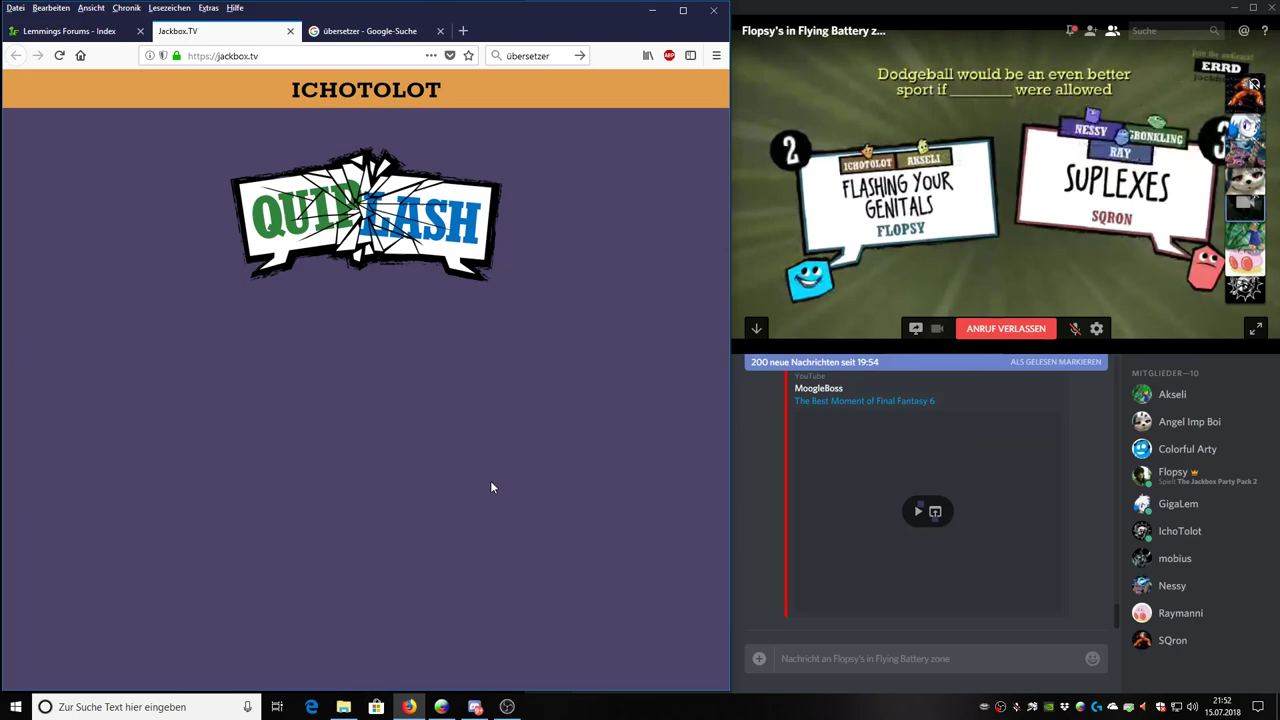 Datei Bearbeiten Ansicht Chronik Lesezeichen Extras Hilfe
Lemmings Forums - Index
Jackbox.TV
übersetzer - Google-Suche
https://jackbox.tv
übersetzer
ABP
ICHOTOLOT
QUIPLASH
Flopsy's in Flying Battery z...
Suche
Dodgeball would be an even better
sport if ________ were allowed
join the audience
ERRD
2
ICHOTOLOT
AKSELI
FLASHING YOUR
GENITALS
FLOPSY
3
NESSY
GRONKLING
RAY
SUPLEXES
SQRON
ANRUF VERLASSEN
200 neue Nachrichten seit 19:54
ALS GELESEN MARKIEREN
YouTube
MoogleBoss
The Best Moment of Final Fantasy 6
Nachricht an Flopsy's in Flying Battery zone
MITGLIEDER—10
Akseli
Angel Imp Boi
Colorful Arty
Flopsy
Spielt The Jackbox Party Pack 2
GigaLem
IchoTolot
mobius
Nessy
Raymanni
SQron
Zur Suche Text hier eingeben
21:52
15.07.2018